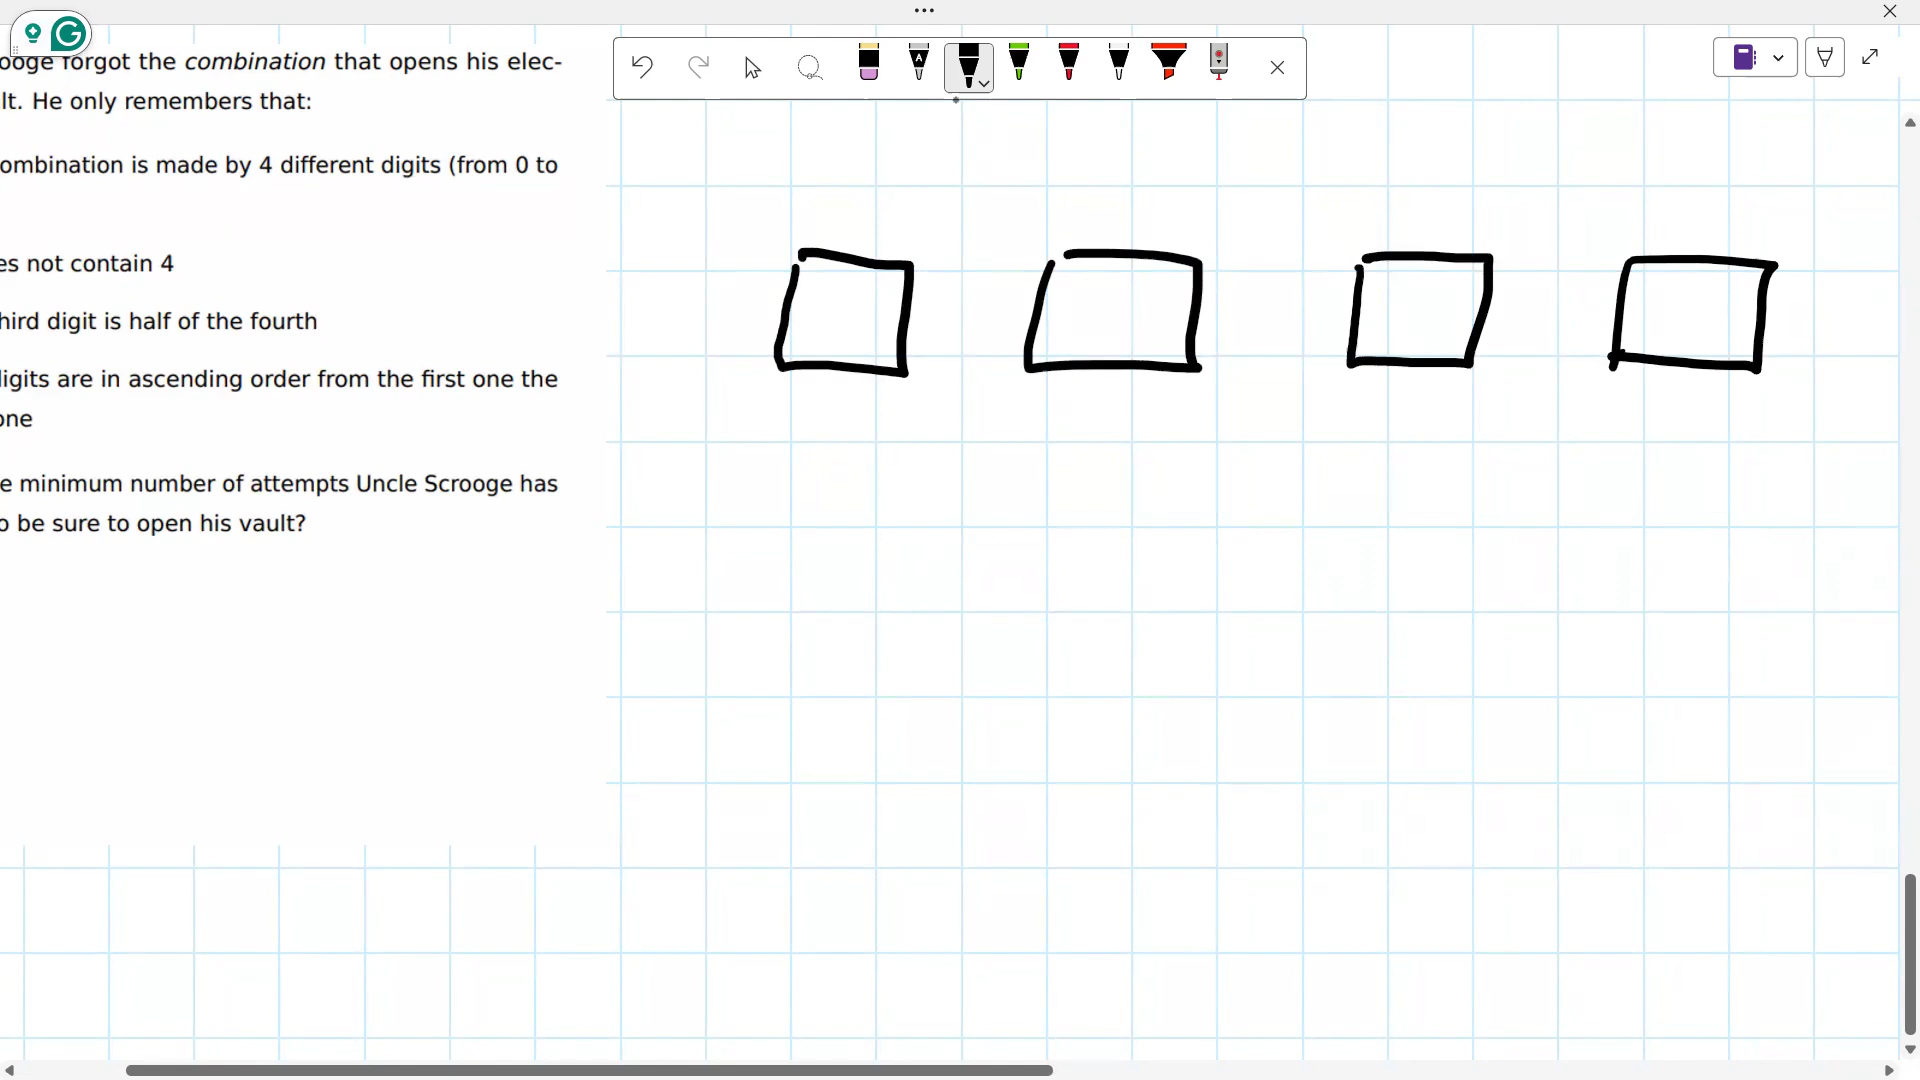 ooge forgot the combination that opens his elec-
lt. He only remembers that:
ombination is made by 4 different digits (from 0 to
es not contain 4
hird digit is half of the fourth
digits are in ascending order from the first one the
one
e minimum number of attempts Uncle Scrooge has
o be sure to open his vault?